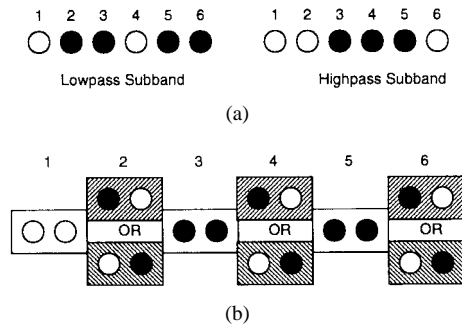 1 2 3 4 5 6 1 2 3 4 5 6
Lowpass Subband Highpass Subband
(a)
1 2 3 4 5 6
OR OR OR
(b)